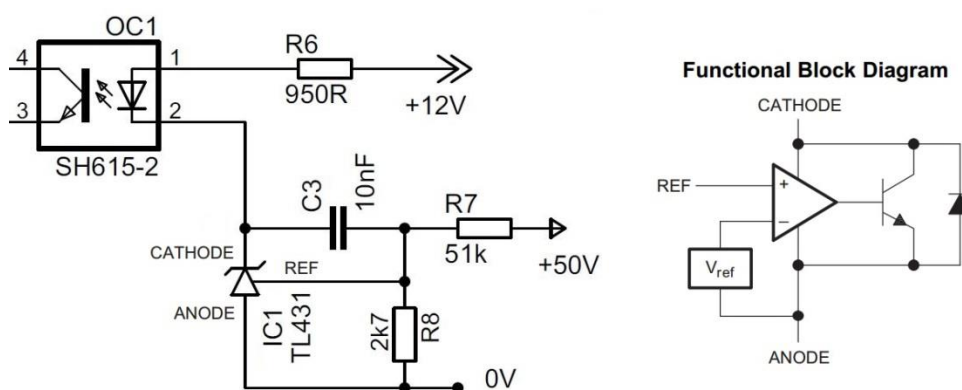 OC1
4
1
R6
950R
+12V
3
2
SH615-2
C3
10nF
R7
51k
+50V
CATHODE
REF
ANODE
IC1
TL431
2k7
R8
0V
Functional Block Diagram
CATHODE
REF
+
−
Vref
ANODE